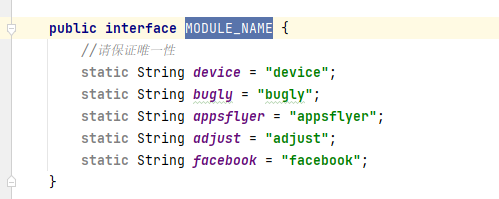 public interface MODULE_NAME {
//请保证唯一性
static String device = "device";
static String bugly = "bugly";
static String appsflyer = "appsflyer";
static String adjust = "adjust";
static String facebook = "facebook";
}